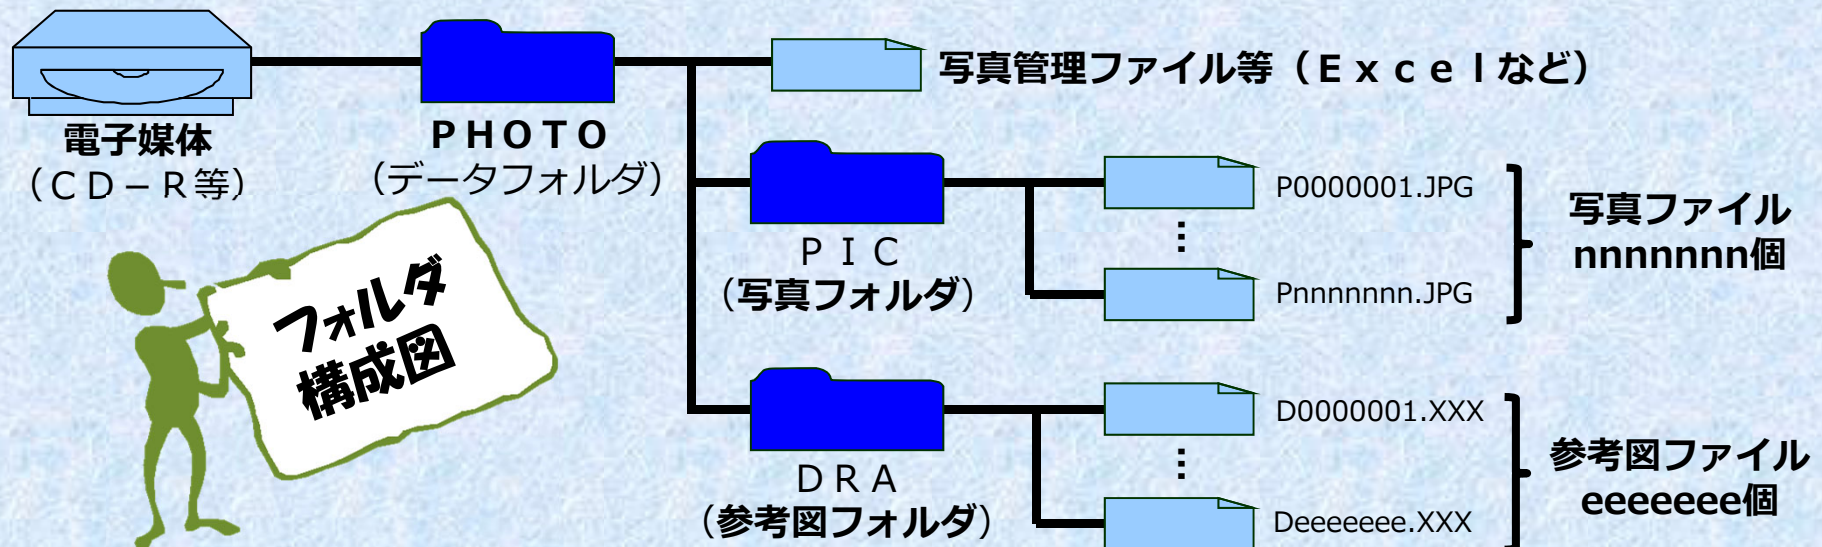 電子媒体
（ＣＤ－Ｒ等）
ＰＨＯＴＯ
（データフォルダ）
写真管理ファイル等（Ｅｘｃｅｌなど）
ＰＩＣ
（写真フォルダ）
P0000001.JPG
⋮
Pnnnnnnn.JPG
写真ファイル
nnnnnnn個
フォルダ
構成図
ＤＲＡ
（参考図フォルダ）
D0000001.XXX
⋮
Deeeeeee.XXX
参考図ファイル
eeeeeee個